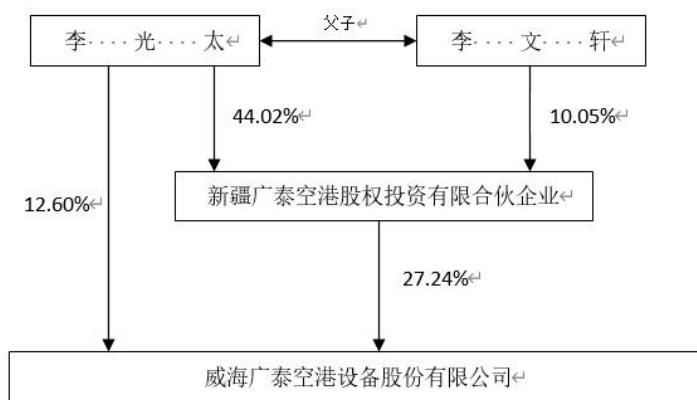 父子↵
李····光····太↵
李····文····轩↵
44.02%↵
10.05%↵
新疆广泰空港股权投资有限合伙企业↵
12.60%↵
27.24%↵
威海广泰空港设备股份有限公司↵